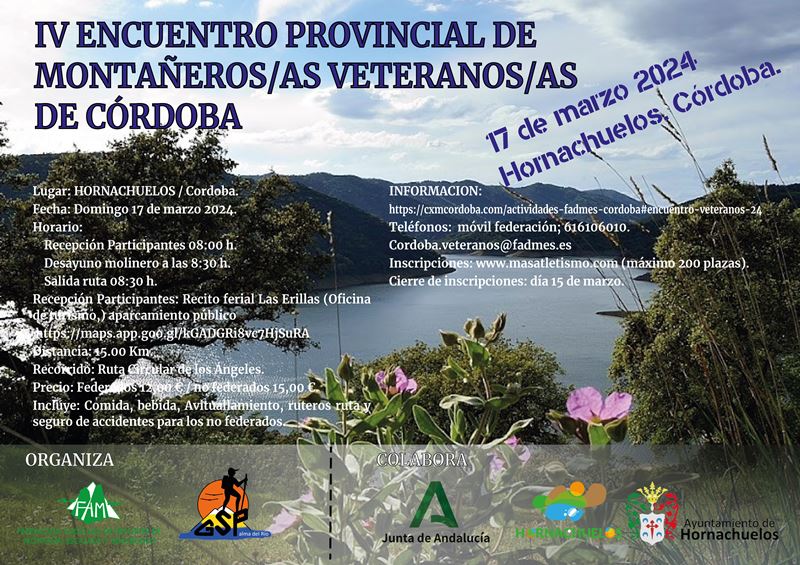 IV ENCUENTRO PROVINCIAL DE
MONTAÑEROS/AS VETERANOS/AS
DE CÓRDOBA
17 de marzo 2024
Hornachuelos, Córdoba.
Lugar: HORNACHUELOS / Cordoba.
Fecha: Domingo 17 de marzo 2024.
Horario:
Recepción Participantes 08:00 h.
Desayuno molinero a las 8:30 h.
Salida ruta 08:30 h.
Recepción Participantes: Recito ferial Las Erillas (Oficina
de turismo,) aparcamiento público
https://maps.app.goo.gl/kGADGRi8vc7HjSuRA
Distancia: 15.00 Km.
Recorrido: Ruta Circular de los Ángeles.
Precio: Federados 12,00 € / no federados 15,00 €
Incluye: Comida, bebida, Avituallamiento, ruteros ruta y
seguro de accidentes para los no federados.
INFORMACION:
https://cxmcordoba.com/actividades-fadmes-cordoba#encuentro-veteranos-24
Teléfonos: móvil federación; 616106010.
Cordoba.veteranos@fadmes.es
Inscripciones: www.masatletismo.com (máximo 200 plazas).
Cierre de inscripciones: día 15 de marzo.
ORGANIZA
COLABORA
FAM
GSP
alma del Río
Junta de Andalucía
HORNACHUELOS
Ayuntamiento de
Hornachuelos